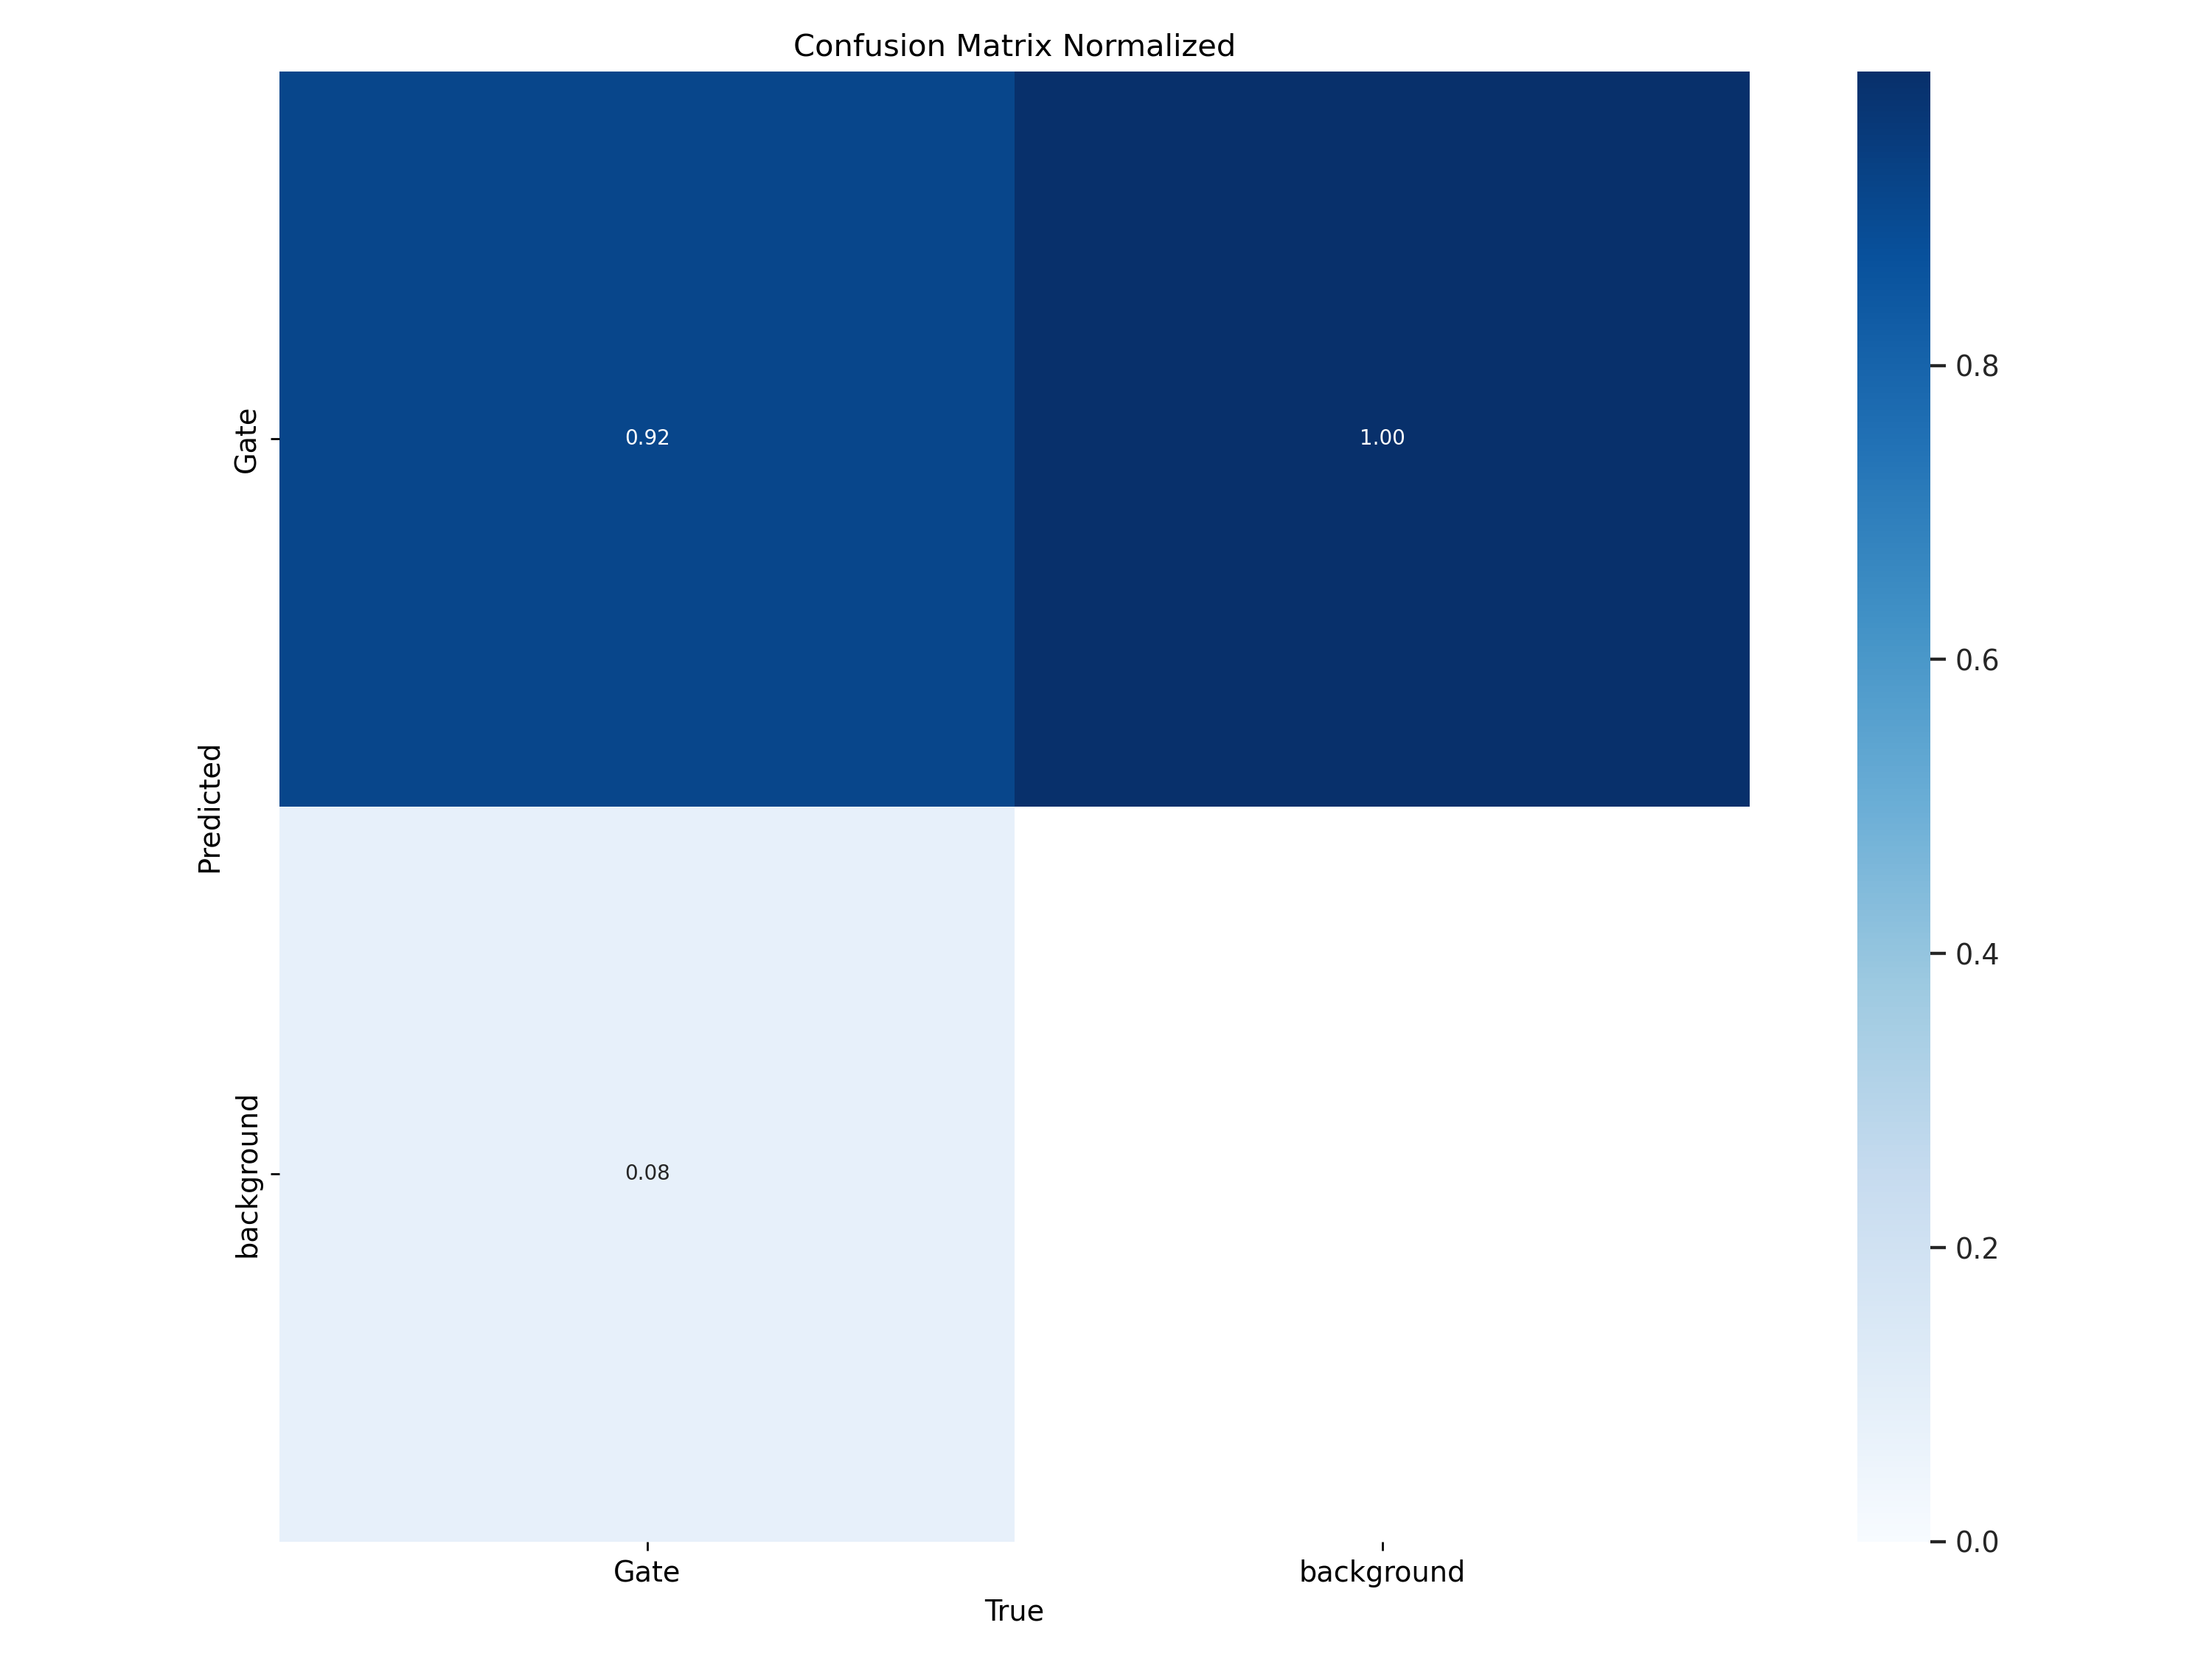 Confusion Matrix Normalized
Gate
0.92
1.00
0.8
0.6
Predicted
0.4
background
0.08
0.2
0.0
Gate
background
True